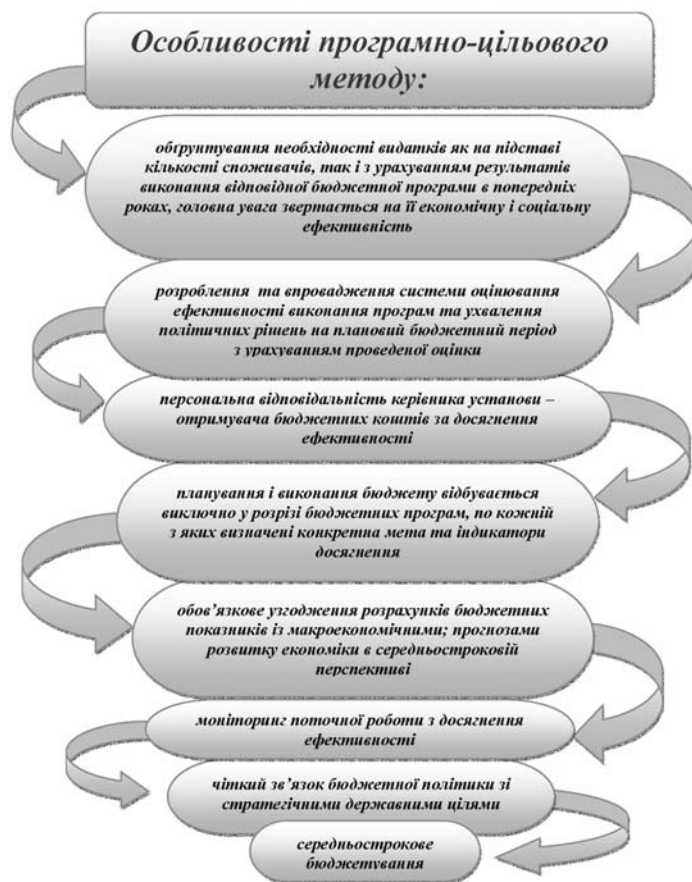 Особливості програмно-цільового
методу:
обґрунтування необхідності видатків як на підставі
кількості споживачів, так і з урахуванням результатів
виконання відповідної бюджетної програми в попередніх
роках, головна увага звертається на її економічну і соціальну
ефективність
розроблення та впровадження системи оцінювання
ефективності виконання програм та ухвалення
політичних рішень на плановий бюджетний період
з урахуванням проведеної оцінки
персональна відповідальність керівника установи –
отримувача бюджетних коштів за досягнення
ефективності
планування і виконання бюджету відбувається
виключно у розрізі бюджетних програм, по кожній
з яких визначені конкретна мета та індикатори
досягнення
обов’язкове узгодження розрахунків бюджетних
показників із макроекономічними; прогнозами
розвитку економіки в середньостроковій
перспективі
моніторинг поточної роботи з досягнення
ефективності
чіткий зв’язок бюджетної політики зі
стратегічними державними цілями
середньострокове
бюджетування